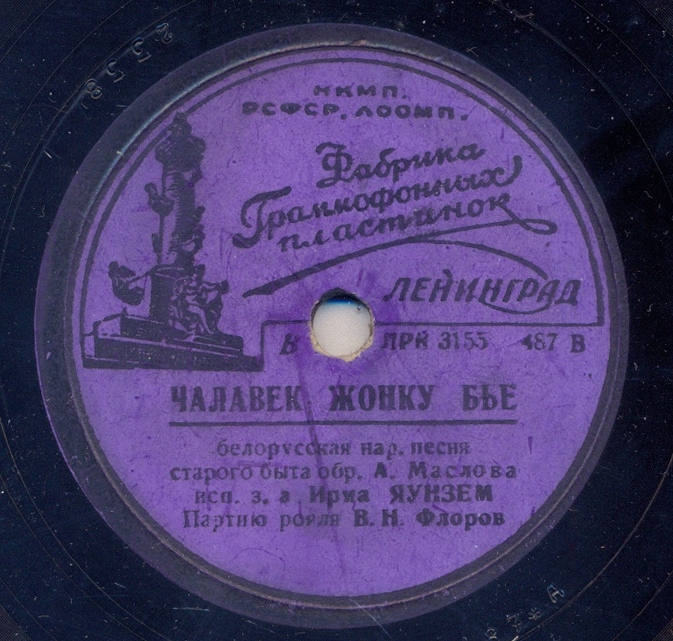 НКМП.
РСФСР, ЛООМП.
Фабрика
Граммофонных
пластинок
ЛЕНИНГРАД
В ЛРК 3155 487 В
ЧАЛАВЕК ЖОНКУ БЬЕ
белорусская нар. песня
старого быта обр. А. Маслова
исп. з. а Ирма ЯУНЗЕМ
Партию рояля В. Н. Флоров